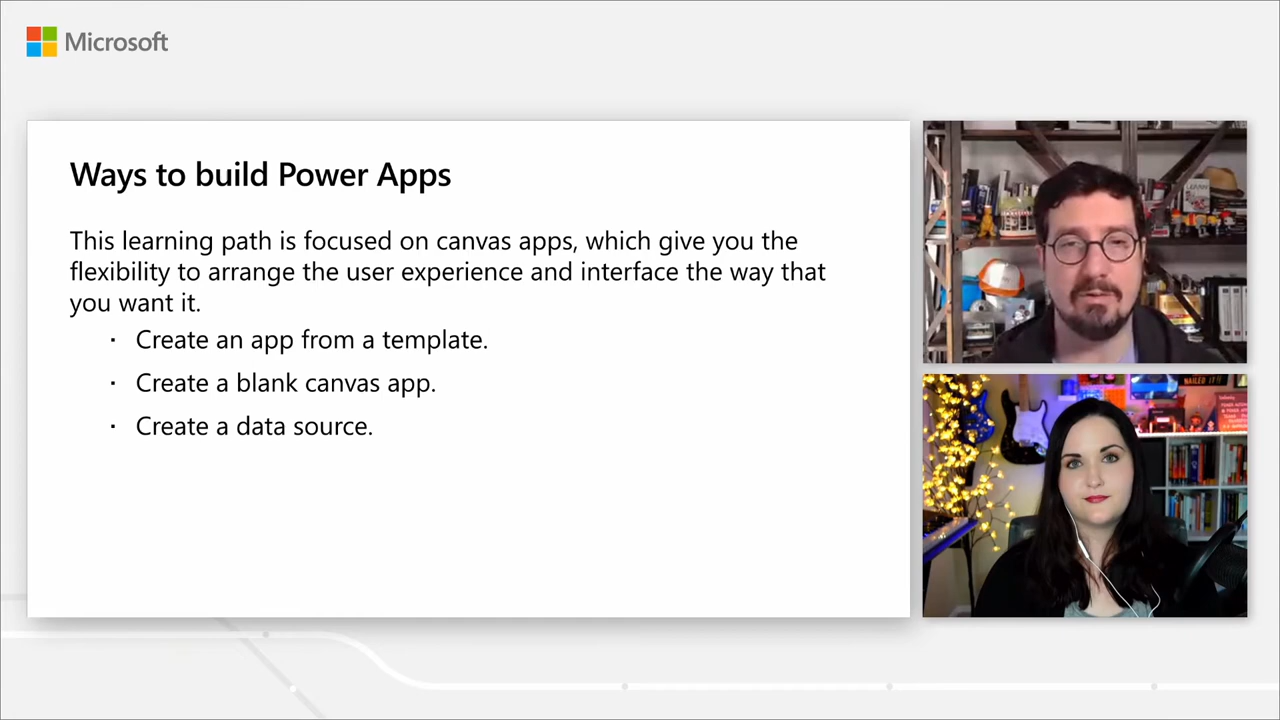 Microsoft
Ways to build Power Apps
This learning path is focused on canvas apps, which give you the
flexibility to arrange the user experience and interface the way that
you want it.
· Create an app from a template.
· Create a blank canvas app.
· Create a data source.
NAILED IT!